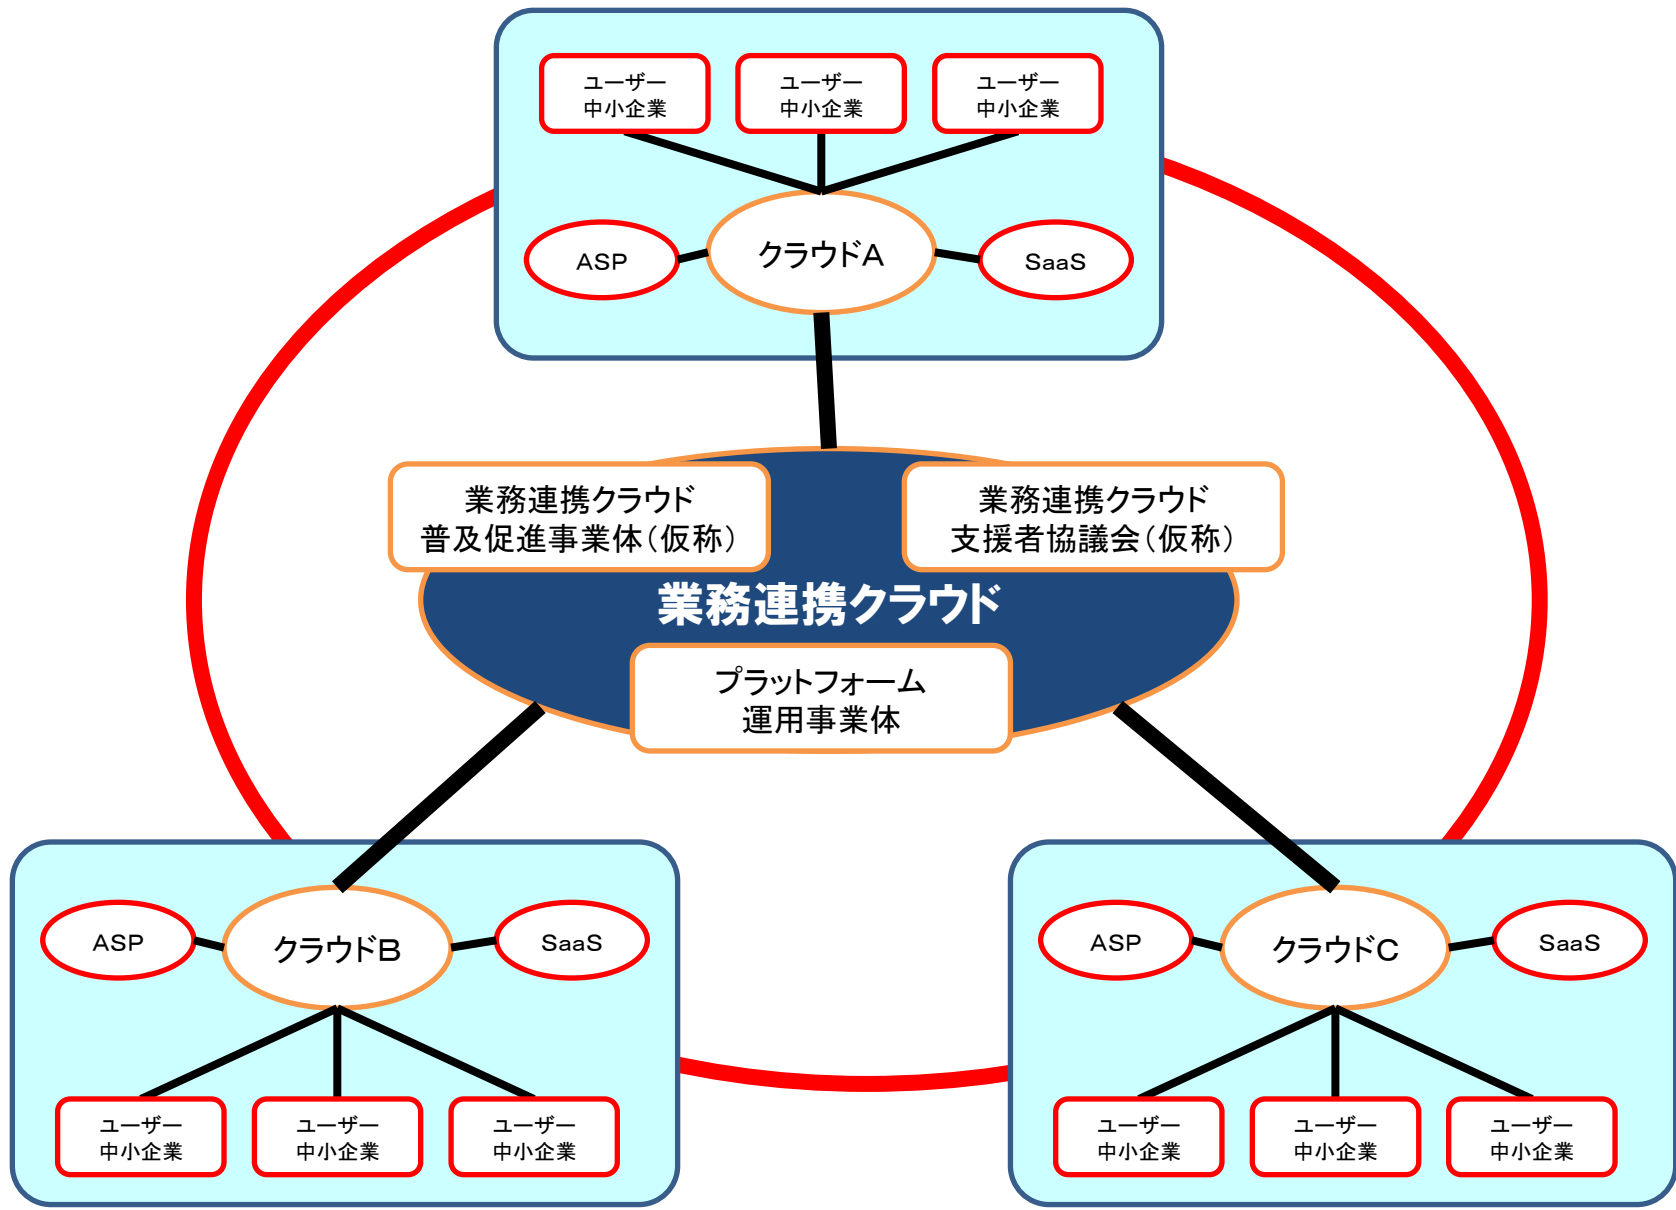 ユーザー
中小企業
ユーザー
中小企業
ユーザー
中小企業
ASP
クラウドA
SaaS
業務連携クラウド
普及促進事業体(仮称)
業務連携クラウド
支援者協議会(仮称)
業務連携クラウド
プラットフォーム
運用事業体
ASP
クラウドB
SaaS
ユーザー
中小企業
ユーザー
中小企業
ユーザー
中小企業
ASP
クラウドC
SaaS
ユーザー
中小企業
ユーザー
中小企業
ユーザー
中小企業